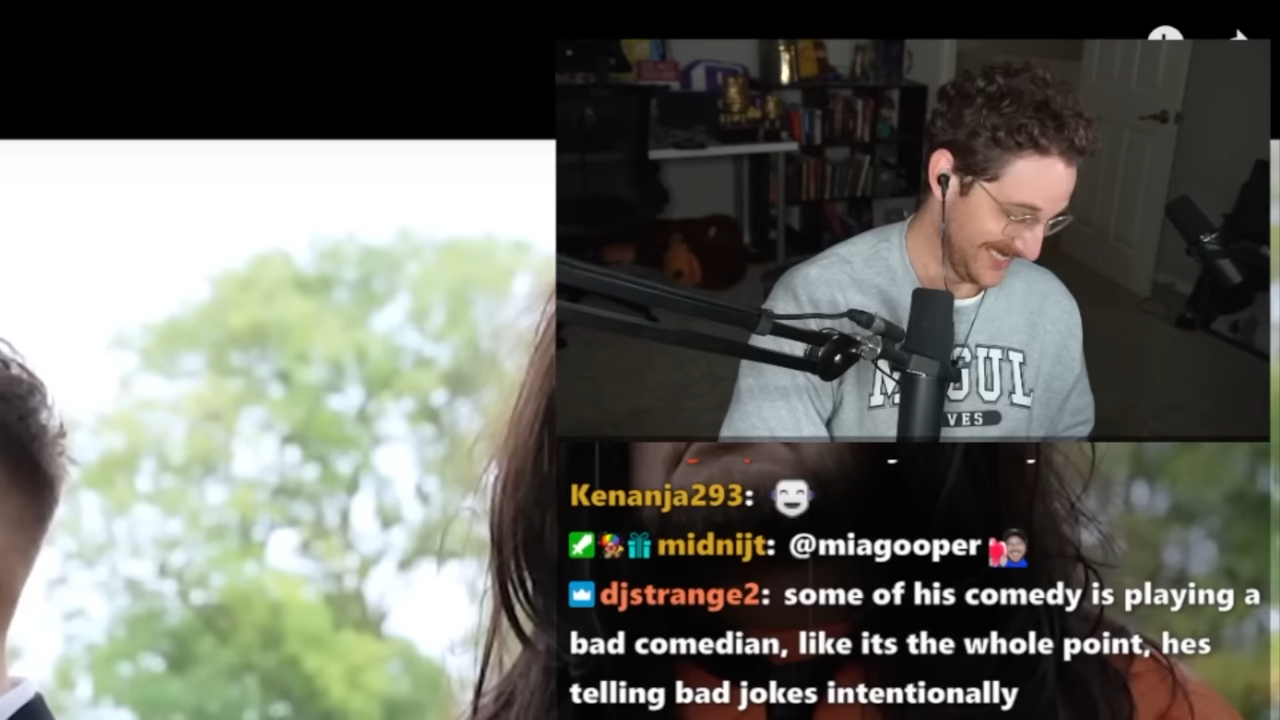 M GUL
VES
Kenanja293:
midnijt: @miagooper
djstrange2: some of his comedy is playing a
bad comedian, like its the whole point, hes
telling bad jokes intentionally